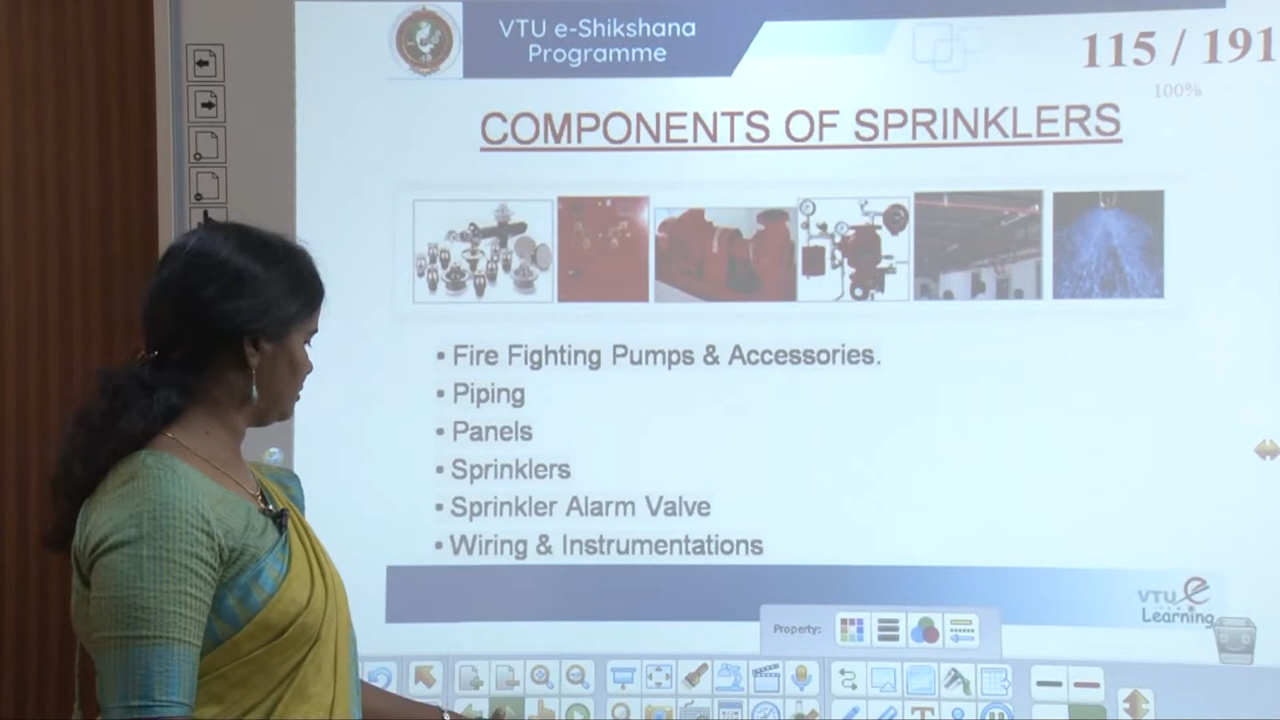 VTU e-Shikshana
Programme
115 / 191
100%
COMPONENTS OF SPRINKLERS
• Fire Fighting Pumps & Accessories.
• Piping
• Panels
• Sprinklers
• Sprinkler Alarm Valve
• Wiring & Instrumentations
VTU e
Learning
Property: